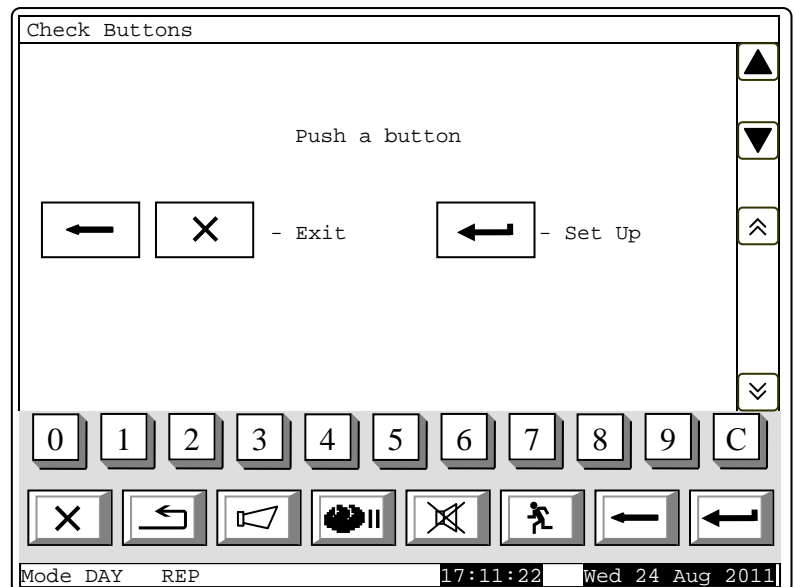 Check Buttons
Push a button
- Exit - Set Up
0 1 2 3 4 5 6 7 8 9 C
Mode DAY REP 17:11:22 Wed 24 Aug 2011